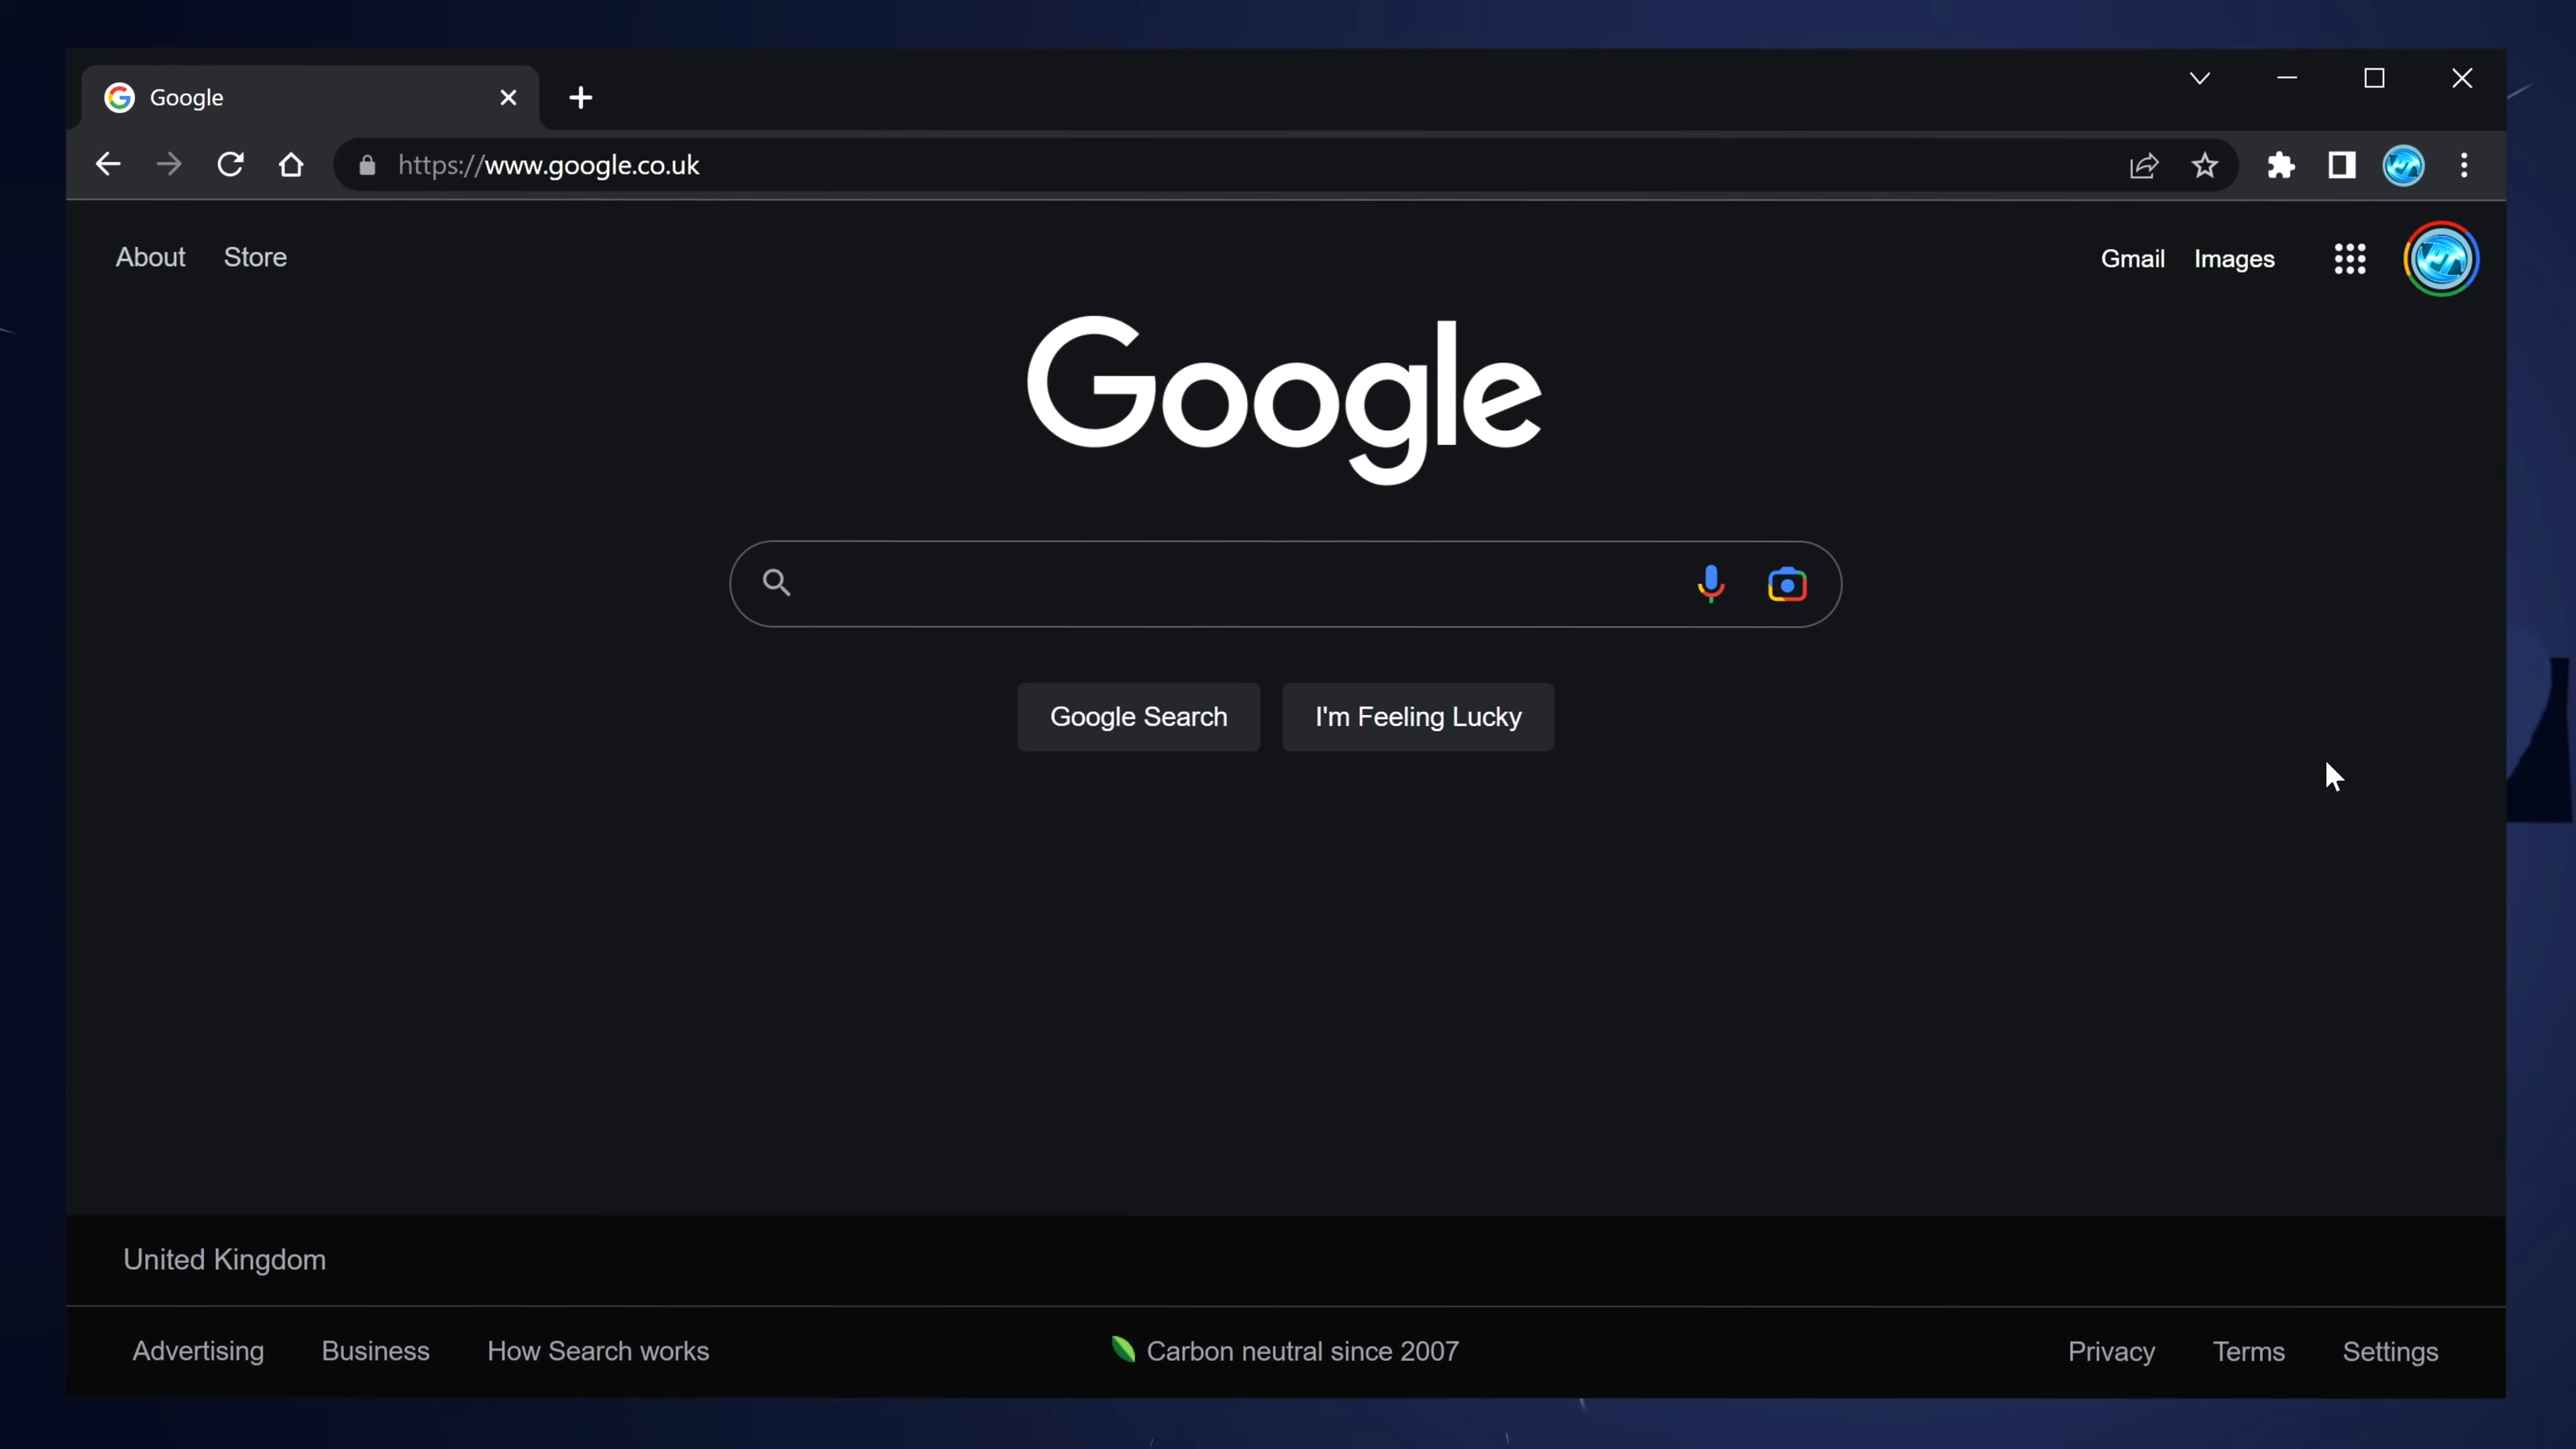 Google
https://www.google.co.uk
About Store Gmail Images
Google
Google Search I'm Feeling Lucky
United Kingdom
Advertising Business How Search works Carbon neutral since 2007 Privacy Terms Settings